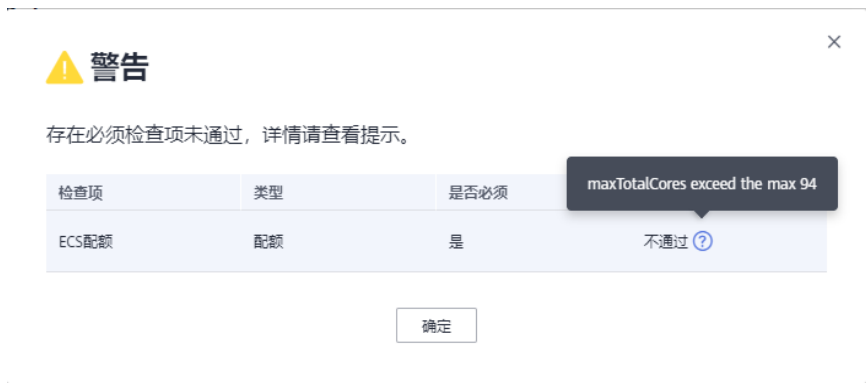 警告
存在必须检查项未通过，详情请查看提示。
maxTotalCores exceed the max 94
检查项 类型 是否必须
ECS配额 配额 是 不通过
确定